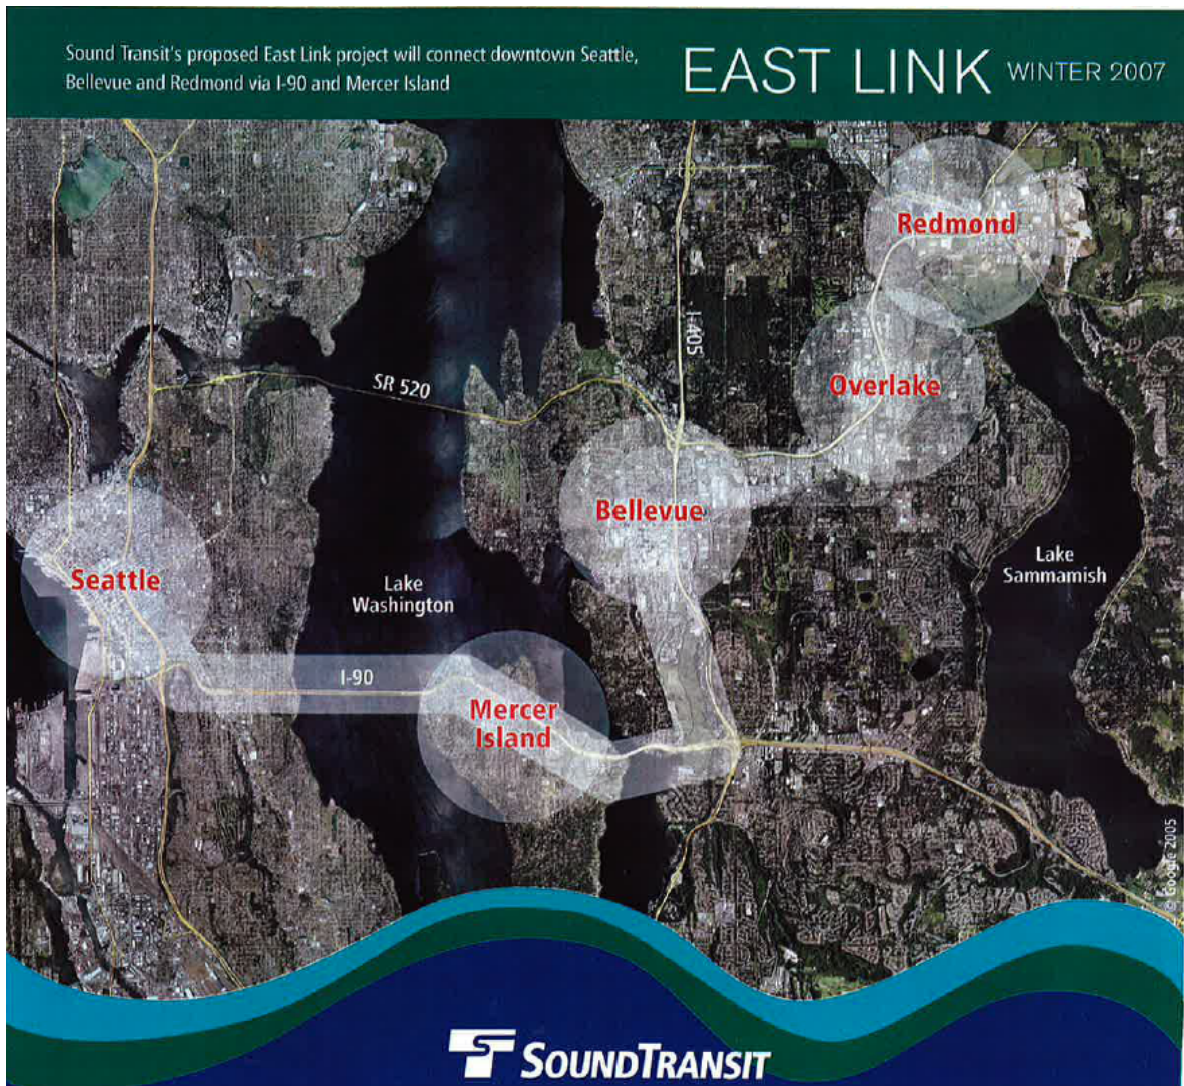 Sound Transit's proposed East Link project will connect downtown Seattle,
Bellevue and Redmond via I-90 and Mercer Island
EAST LINK WINTER 2007
Redmond
I-405
Overlake
SR 520
Bellevue
Seattle
Lake
Washington
Lake
Sammamish
I-90
Mercer
Island
© Google 2005
SOUNDTRANSIT